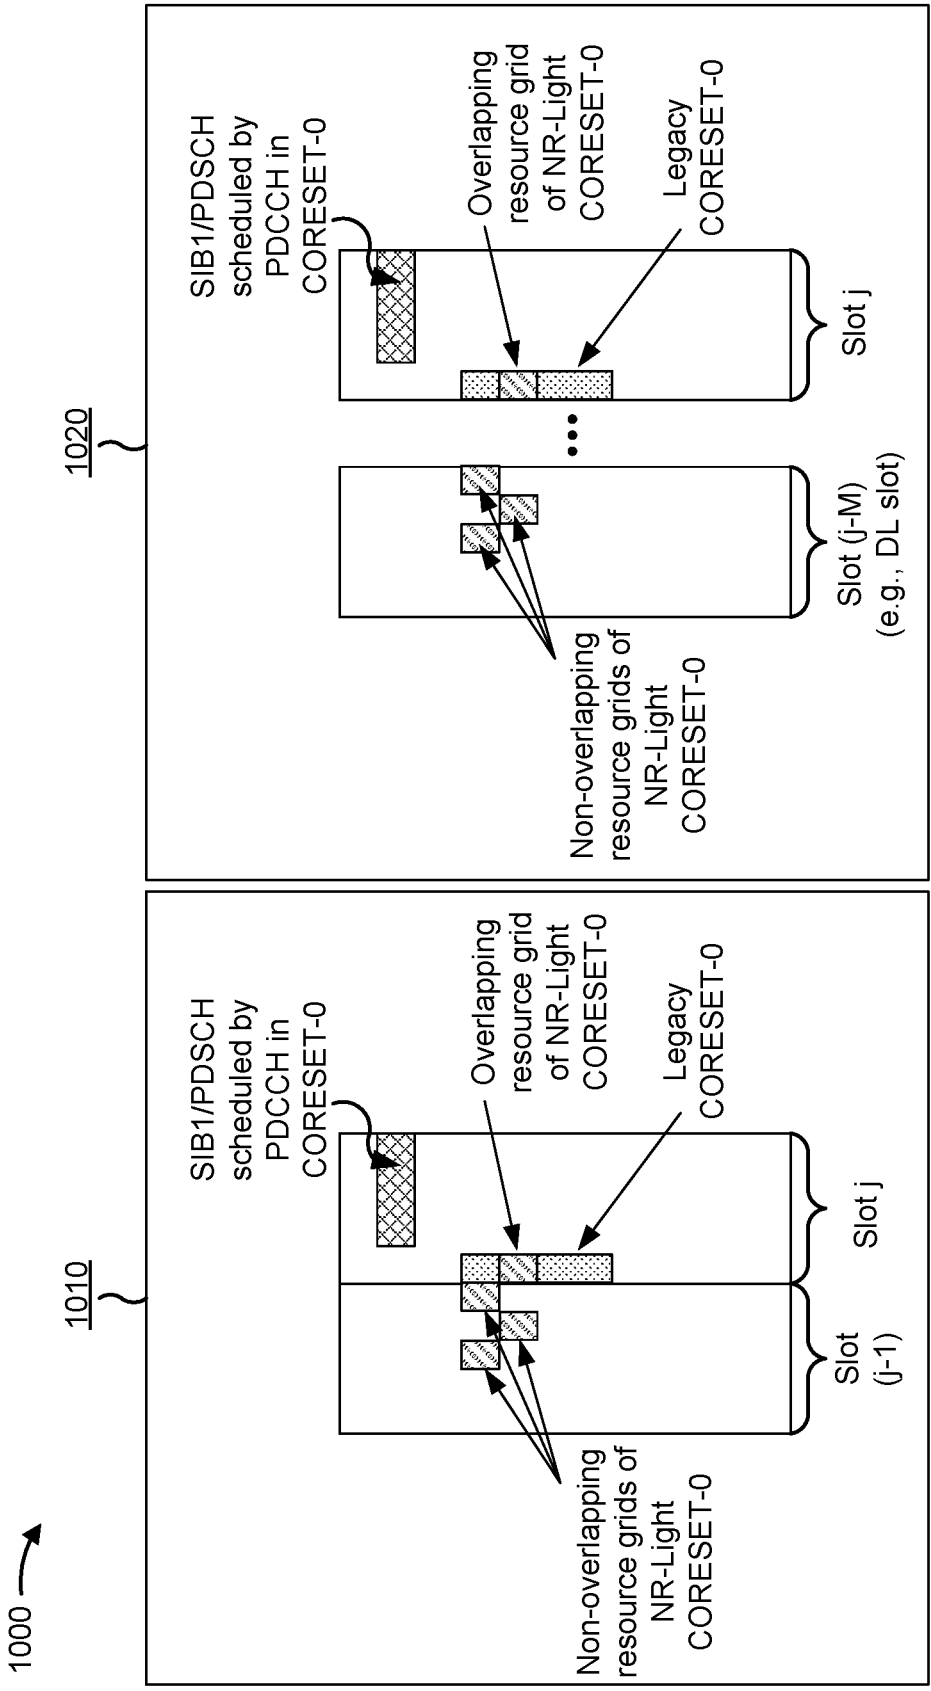 1000
1010
SIB1/PDSCH
scheduled by
PDCCH in
CORESET-0
Overlapping
resource grid
of NR-Light
CORESET-0
Legacy
CORESET-0
Non-overlapping
resource grids of
NR-Light
CORESET-0
Slot
(j-1)
Slot j
1020
SIB1/PDSCH
scheduled by
PDCCH in
CORESET-0
Overlapping
resource grid
of NR-Light
CORESET-0
Legacy
CORESET-0
Non-overlapping
resource grids of
NR-Light
CORESET-0
Slot (j-M)
(e.g., DL slot)
Slot j